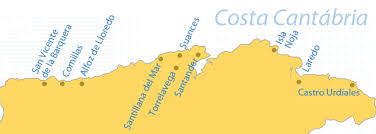 Costa Cantábria
San Vicente
de la Barquera
Comillas
Alfoz de Lloredo
Santillana del Mar
Torrelavega
Suances
Santander
Isla
Noja
Laredo
Castro Urdiales